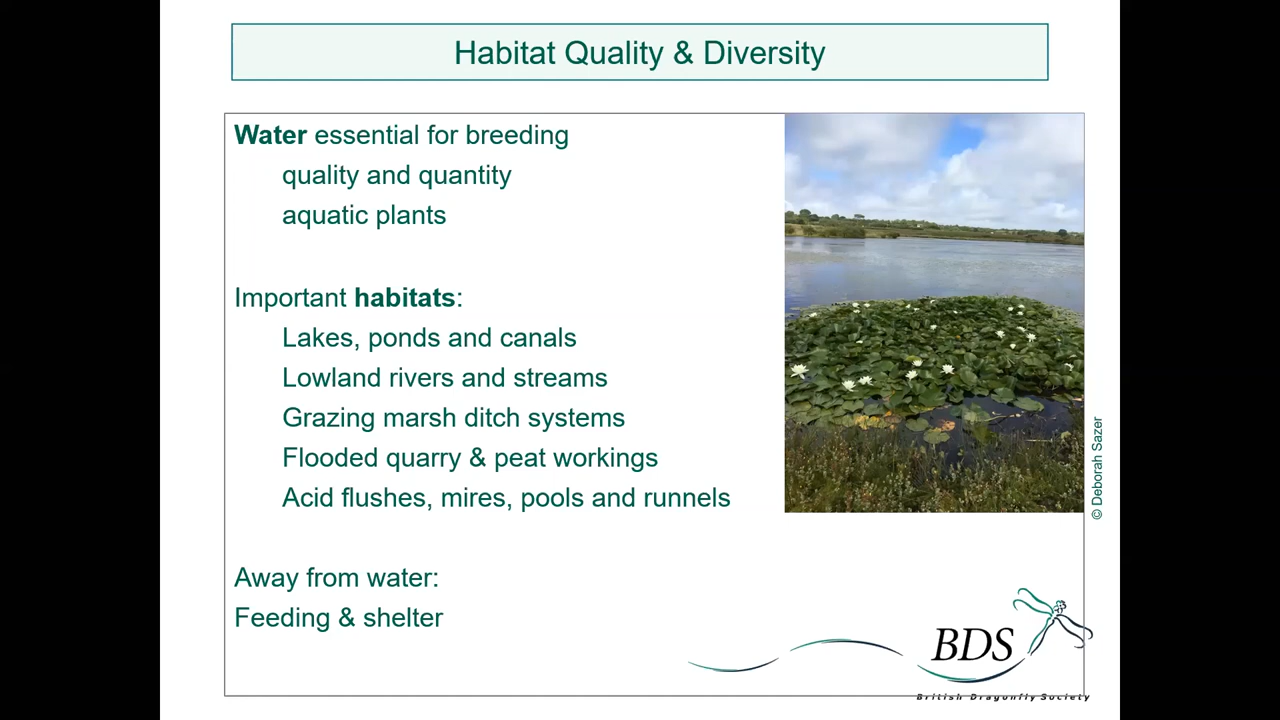 Habitat Quality & Diversity
Water essential for breeding
quality and quantity
aquatic plants
Important habitats:
Lakes, ponds and canals
Lowland rivers and streams
Grazing marsh ditch systems
Flooded quarry & peat workings
Acid flushes, mires, pools and runnels
Away from water:
Feeding & shelter
© Deborah Sazer
BDS
British Dragonfly Society